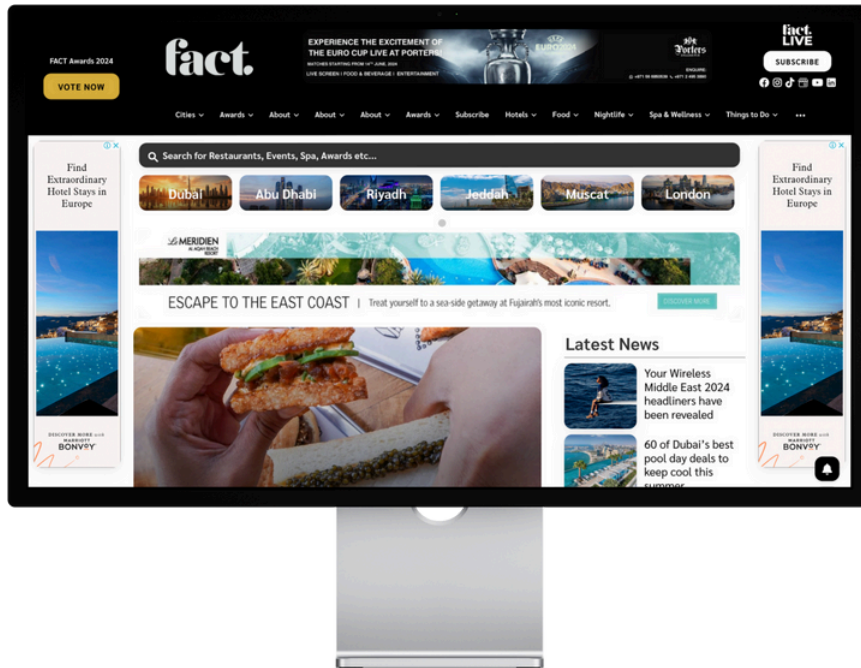 FACT Awards 2024
VOTE NOW
fact.
EXPERIENCE THE EXCITEMENT OF
THE EURO CUP LIVE AT PORTERS!
MATCHES STARTING FROM 14TH JUNE, 2024
LIVE SCREEN | FOOD & BEVERAGE | ENTERTAINMENT
EURO2024
Porters
ENQUIRE:
fact.
LIVE
SUBSCRIBE
Cities Awards About About About Awards Subscribe Hotels Food Nightlife Spa & Wellness Things to Do •••
Find
Extraordinary
Hotel Stays in
Europe
DISCOVER MORE with
MARRIOTT
BONVOY
Search for Restaurants, Events, Spa, Awards etc...
Dubai Abu Dhabi Riyadh Jeddah Muscat London
Le MERIDIEN
AL AQAH BEACH
RESORT
ESCAPE TO THE EAST COAST | Treat yourself to a sea-side getaway at Fujairah's most iconic resort.
DISCOVER MORE
Latest News
Your Wireless
Middle East 2024
headliners have
been revealed
60 of Dubai's best
pool day deals to
keep cool this
summer
Find
Extraordinary
Hotel Stays in
Europe
DISCOVER MORE with
MARRIOTT
BONVOY